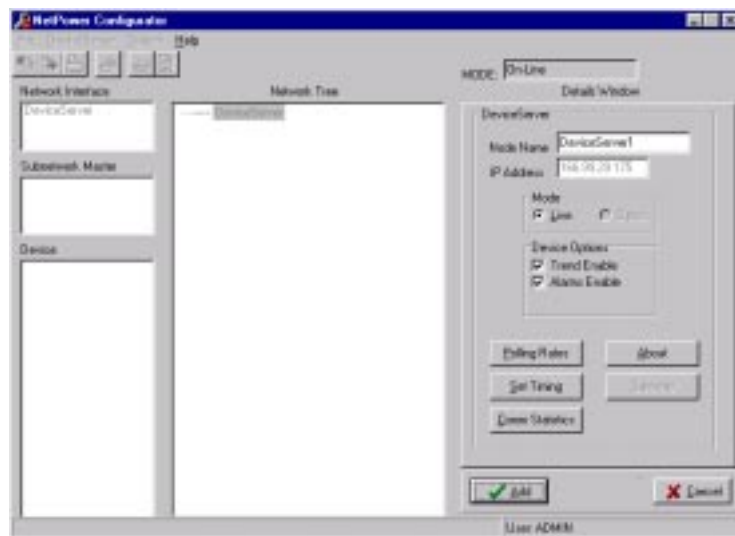 NetPower Configurator
Help
MODE: On-Line
Network Interface
Network Tree
Details Window
DeviceServer
DeviceServer
DeviceServer
Node Name DeviceServer1
IP Address
Subnetwork Master
Mode
Live
Device
Device Options
Trend Enable
Alarms Enable
Polling Rates
About
Set Timing
Comm Statistics
Add
Cancel
User ADMIN